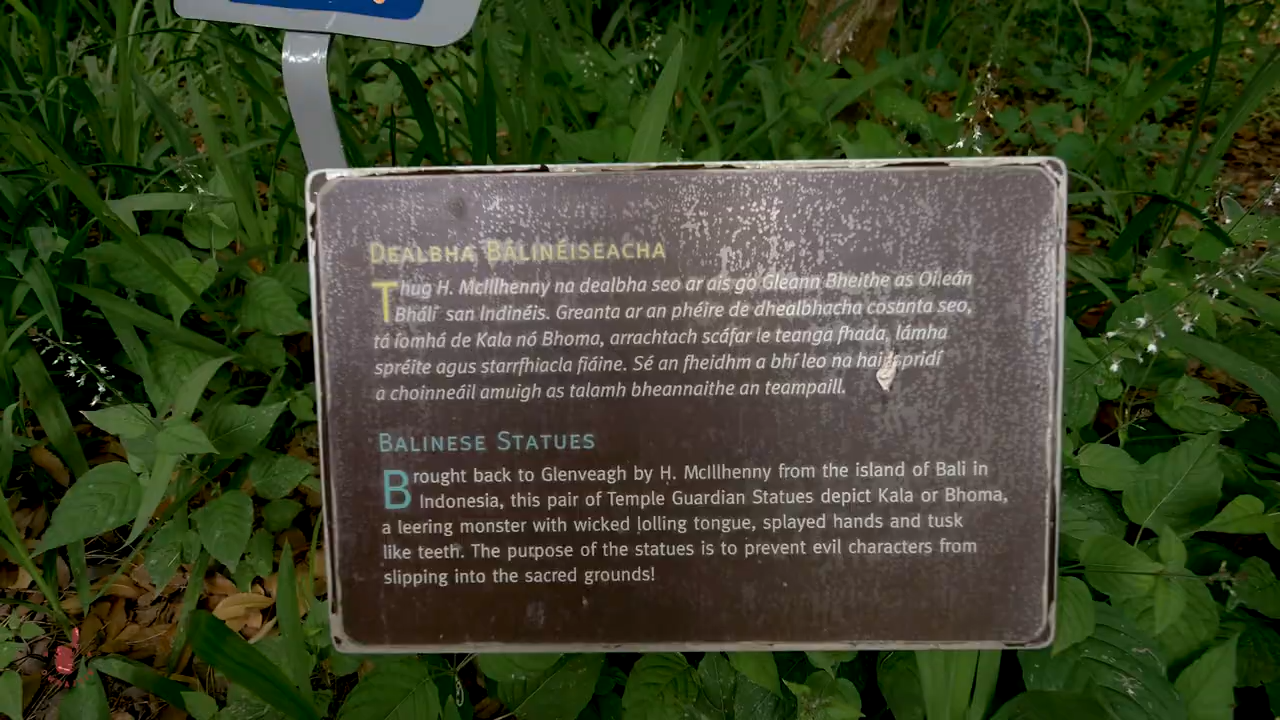 DEALBHA BÁLINÉISEACHA
Thug H. McIllhenny na dealbha seo ar ais go Gleann Bheithe as Oileán
Bhálí san Indinéis. Greanta ar an phéire de dhealbhacha cosanta seo,
tá íomhá de Kala nó Bhoma, arrachtach scáfar le teanga fhada, lámha
spréite agus starrfhiacla fiáine. Sé an fheidhm a bhí leo na hairspridí
a choinneáil amuigh as talamh bheannaithe an teampaill.
BALINESE STATUES
Brought back to Glenveagh by H. McIllhenny from the island of Bali in
Indonesia, this pair of Temple Guardian Statues depict Kala or Bhoma,
a leering monster with wicked lolling tongue, splayed hands and tusk
like teeth. The purpose of the statues is to prevent evil characters from
slipping into the sacred grounds!